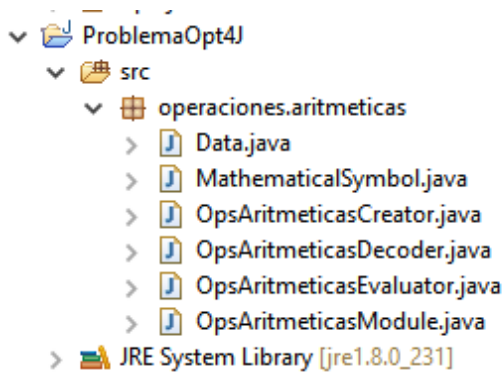 ProblemaOpt4J
src
operaciones.aritmeticas
Data.java
MathematicalSymbol.java
OpsAritmeticasCreator.java
OpsAritmeticasDecoder.java
OpsAritmeticasEvaluator.java
OpsAritmeticasModule.java
JRE System Library [jre1.8.0_231]